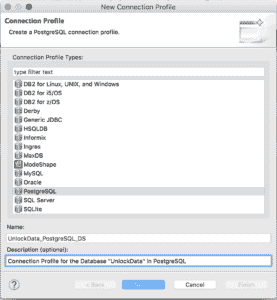 New Connection Profile
Connection Profile
Create a PostgreSQL connection profile.
Connection Profile Types:
type filter text
DB2 for Linux, UNIX, and Windows
DB2 for i5/OS
DB2 for z/OS
Derby
Generic JDBC
HSQLDB
Informix
Ingres
MaxDB
ModeShape
MySQL
Oracle
PostgreSQL
SQL Server
SQLite
Name:
UnlockData_PostgreSQL_DS
Description (optional):
Connection Profile for the Database "UnlockData" in PostgreSQL
?
< Back
Cancel
Finish